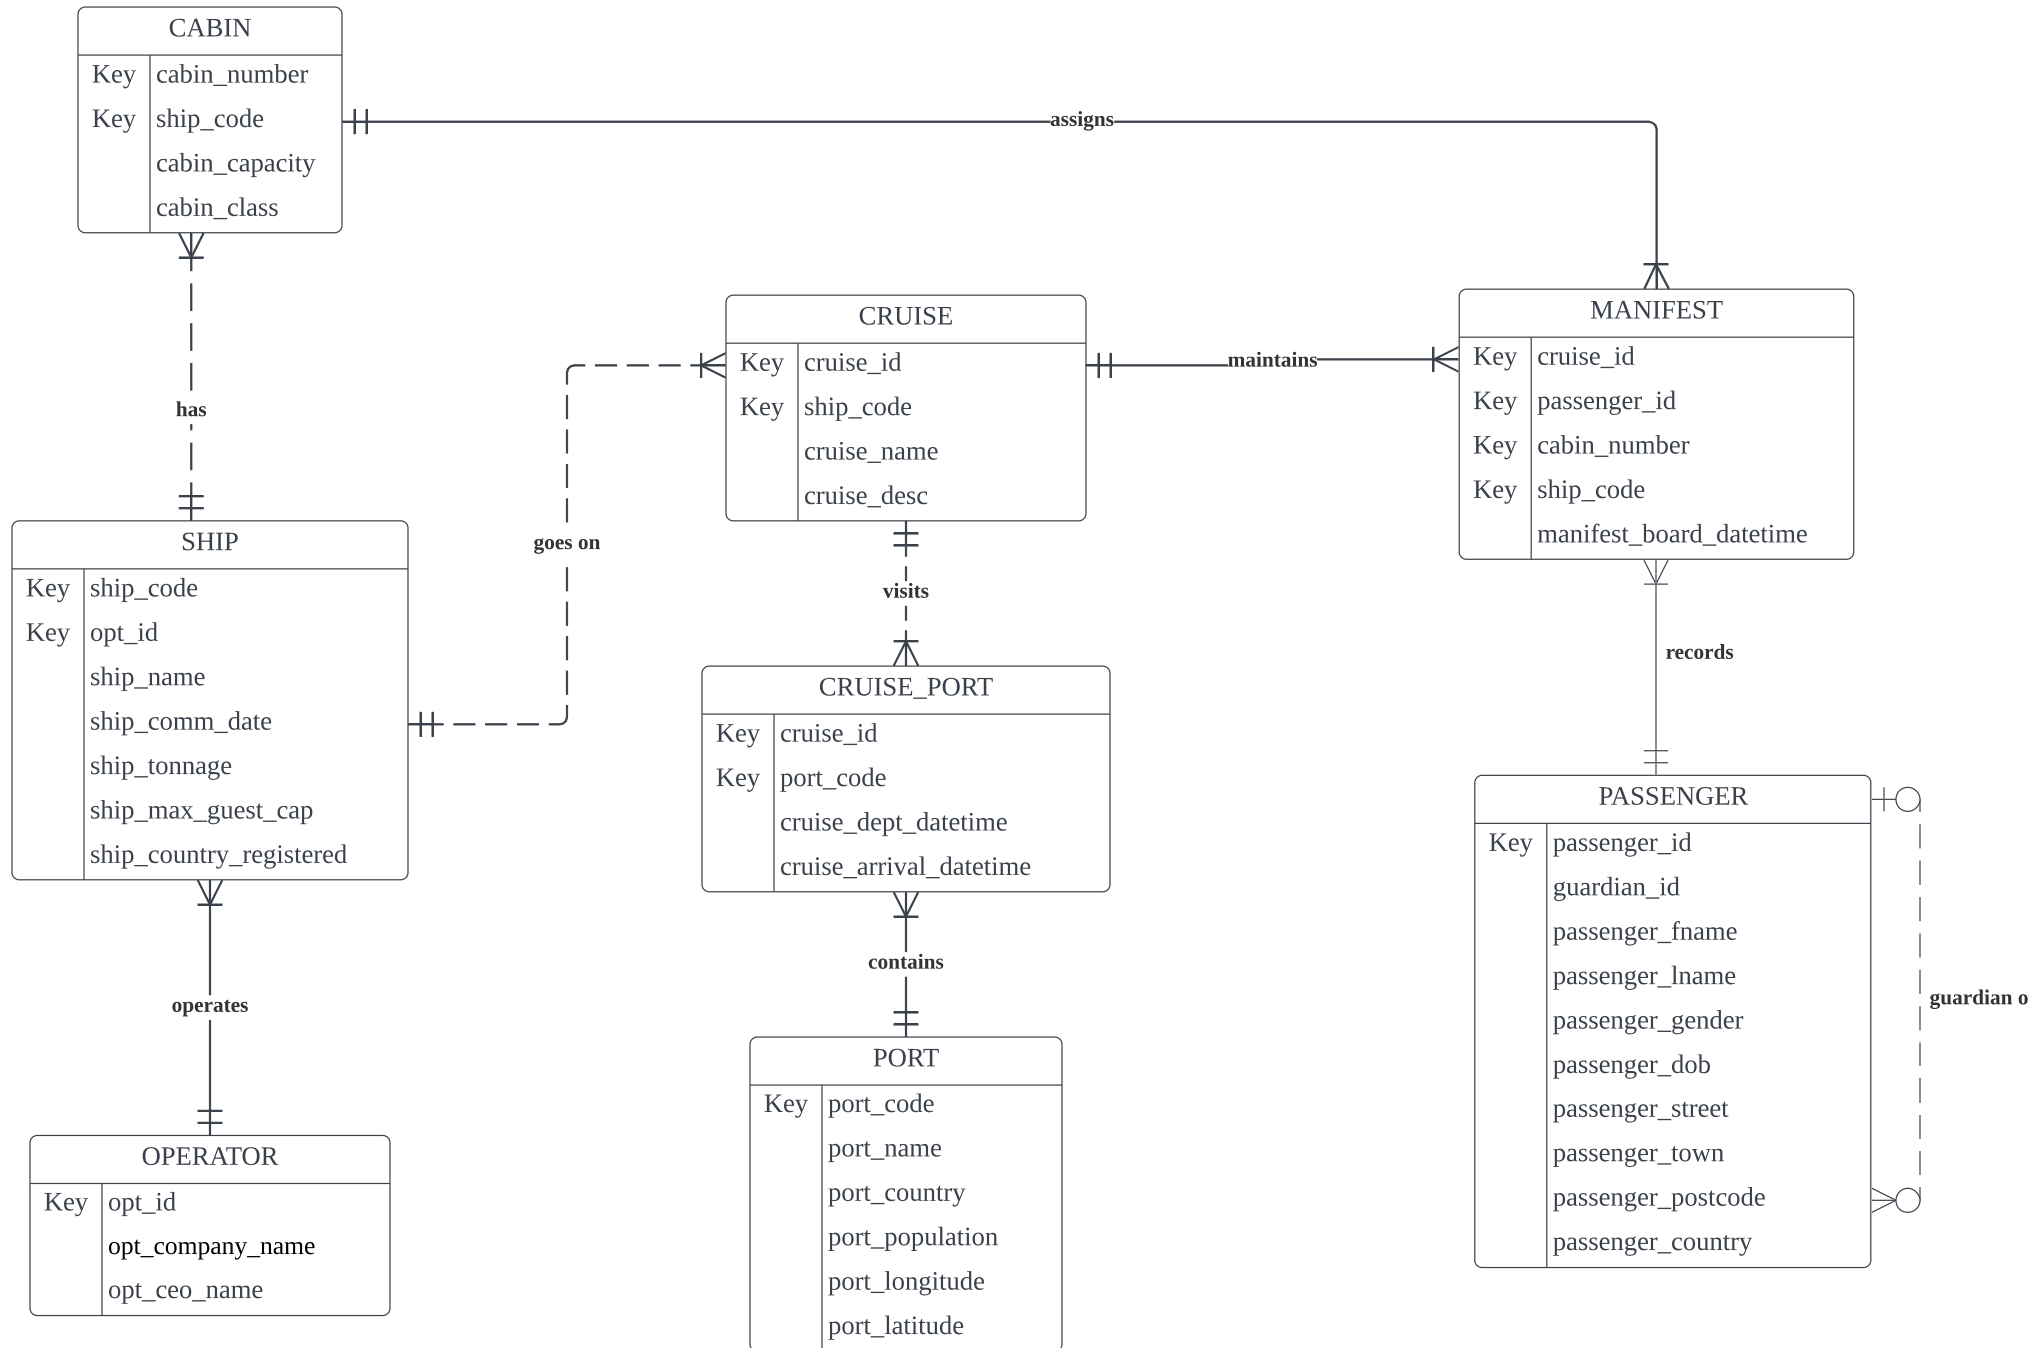 CABIN
Key cabin_number
Key ship_code
cabin_capacity
cabin_class
assigns
has
CRUISE
Key cruise_id
Key ship_code
cruise_name
cruise_desc
maintains
MANIFEST
Key cruise_id
Key passenger_id
Key cabin_number
Key ship_code
manifest_board_datetime
goes on
SHIP
Key ship_code
Key opt_id
ship_name
ship_comm_date
ship_tonnage
ship_max_guest_cap
ship_country_registered
visits
CRUISE_PORT
Key cruise_id
Key port_code
cruise_dept_datetime
cruise_arrival_datetime
records
PASSENGER
Key passenger_id
guardian_id
passenger_fname
passenger_lname
passenger_gender
passenger_dob
passenger_street
passenger_town
passenger_postcode
passenger_country
guardian o
operates
contains
OPERATOR
Key opt_id
opt_company_name
opt_ceo_name
PORT
Key port_code
port_name
port_country
port_population
port_longitude
port_latitude